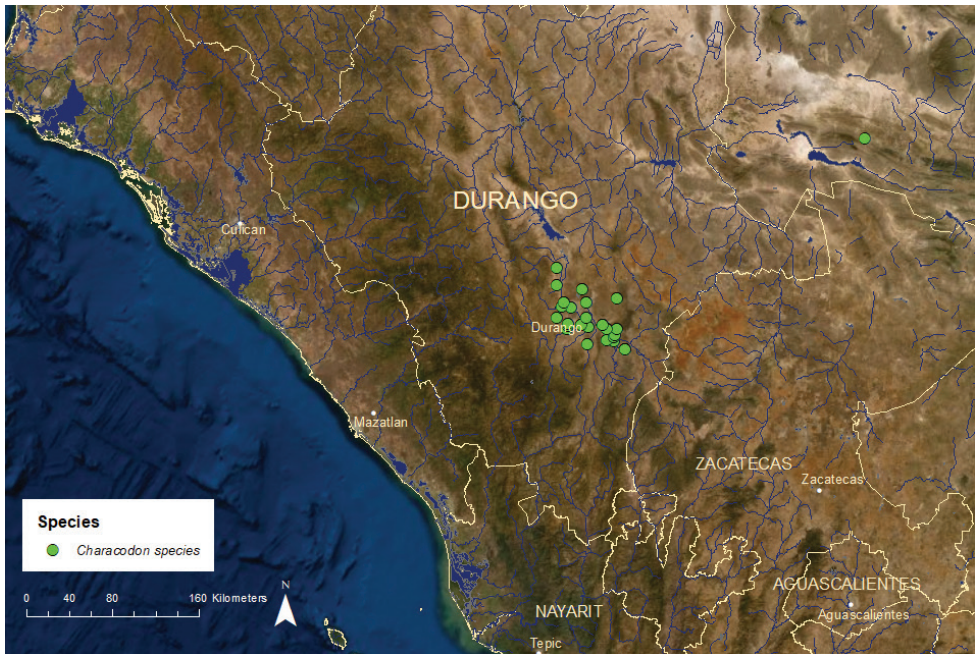 DURANGO
Culican
Durango
Mazatlan
ZACATECAS
Zacatecas
Species
Characodon species
AGUASCALIENTES
Aguascalientes
N
0 40 80 160 Kilometers
NAYARIT
Tepic